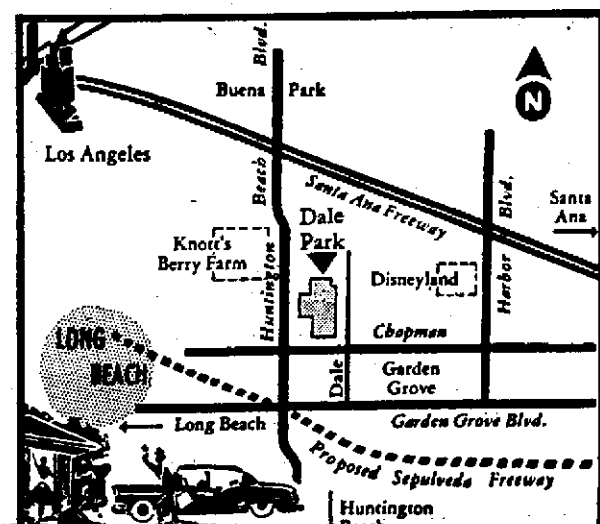 Blvd.
Buena Park
N
Los Angeles
Beach
Santa Ana Freeway
Blvd.
Santa
Ana
Dale
Park
Knott's
Berry Farm
Disneyland
Huntington
Harbor
Chapman
LONG
BEACH
Dale
Garden
Grove
Long Beach
Garden Grove Blvd.
Proposed Sepulveda Freeway
Huntington